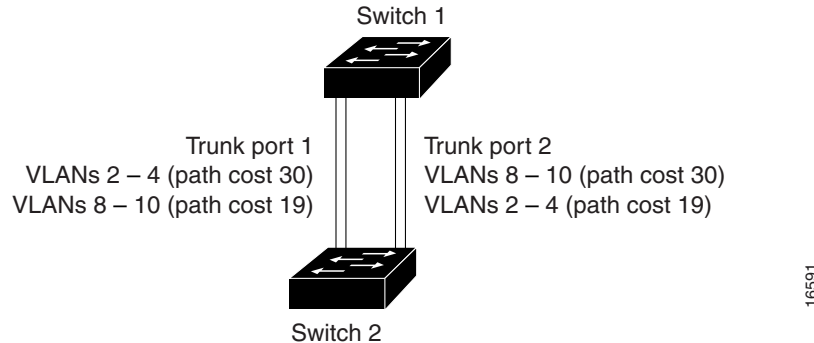 Switch 1
Trunk port 1
VLANs 2 – 4 (path cost 30)
VLANs 8 – 10 (path cost 19)
Trunk port 2
VLANs 8 – 10 (path cost 30)
VLANs 2 – 4 (path cost 19)
Switch 2
16591